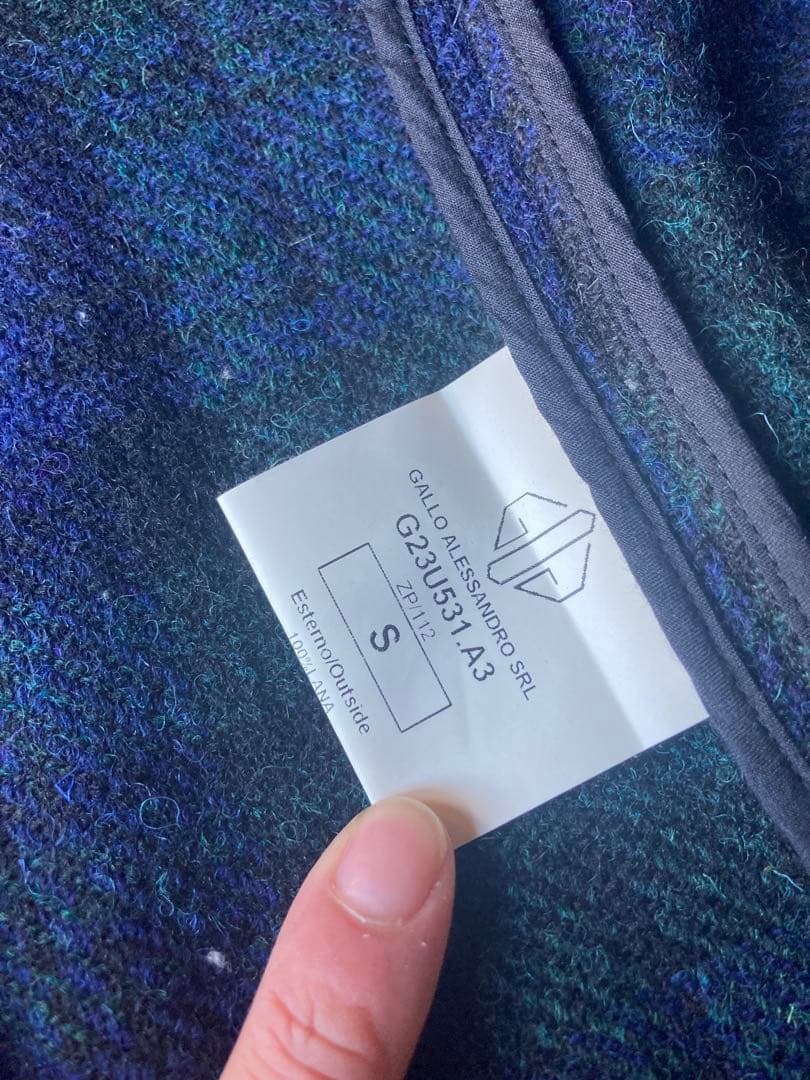 GALLO ALESSANDRO SRL
G23U531.A3
ZP/112
S
Esterno/Outside
100% LANA